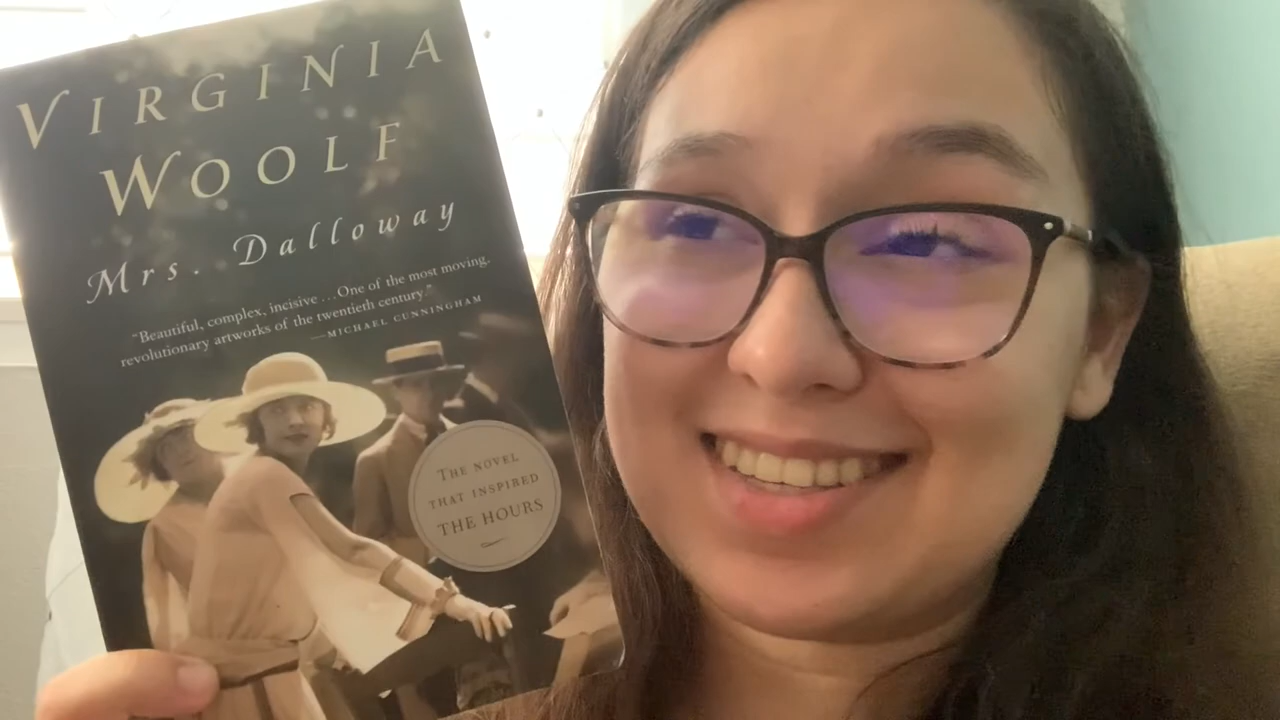 VIRGINIA
WOOLF
Mrs. Dalloway
“Beautiful, complex, incisive ... One of the most moving,
revolutionary artworks of the twentieth century.”
—MICHAEL CUNNINGHAM
THE NOVEL
THAT INSPIRED
THE HOURS